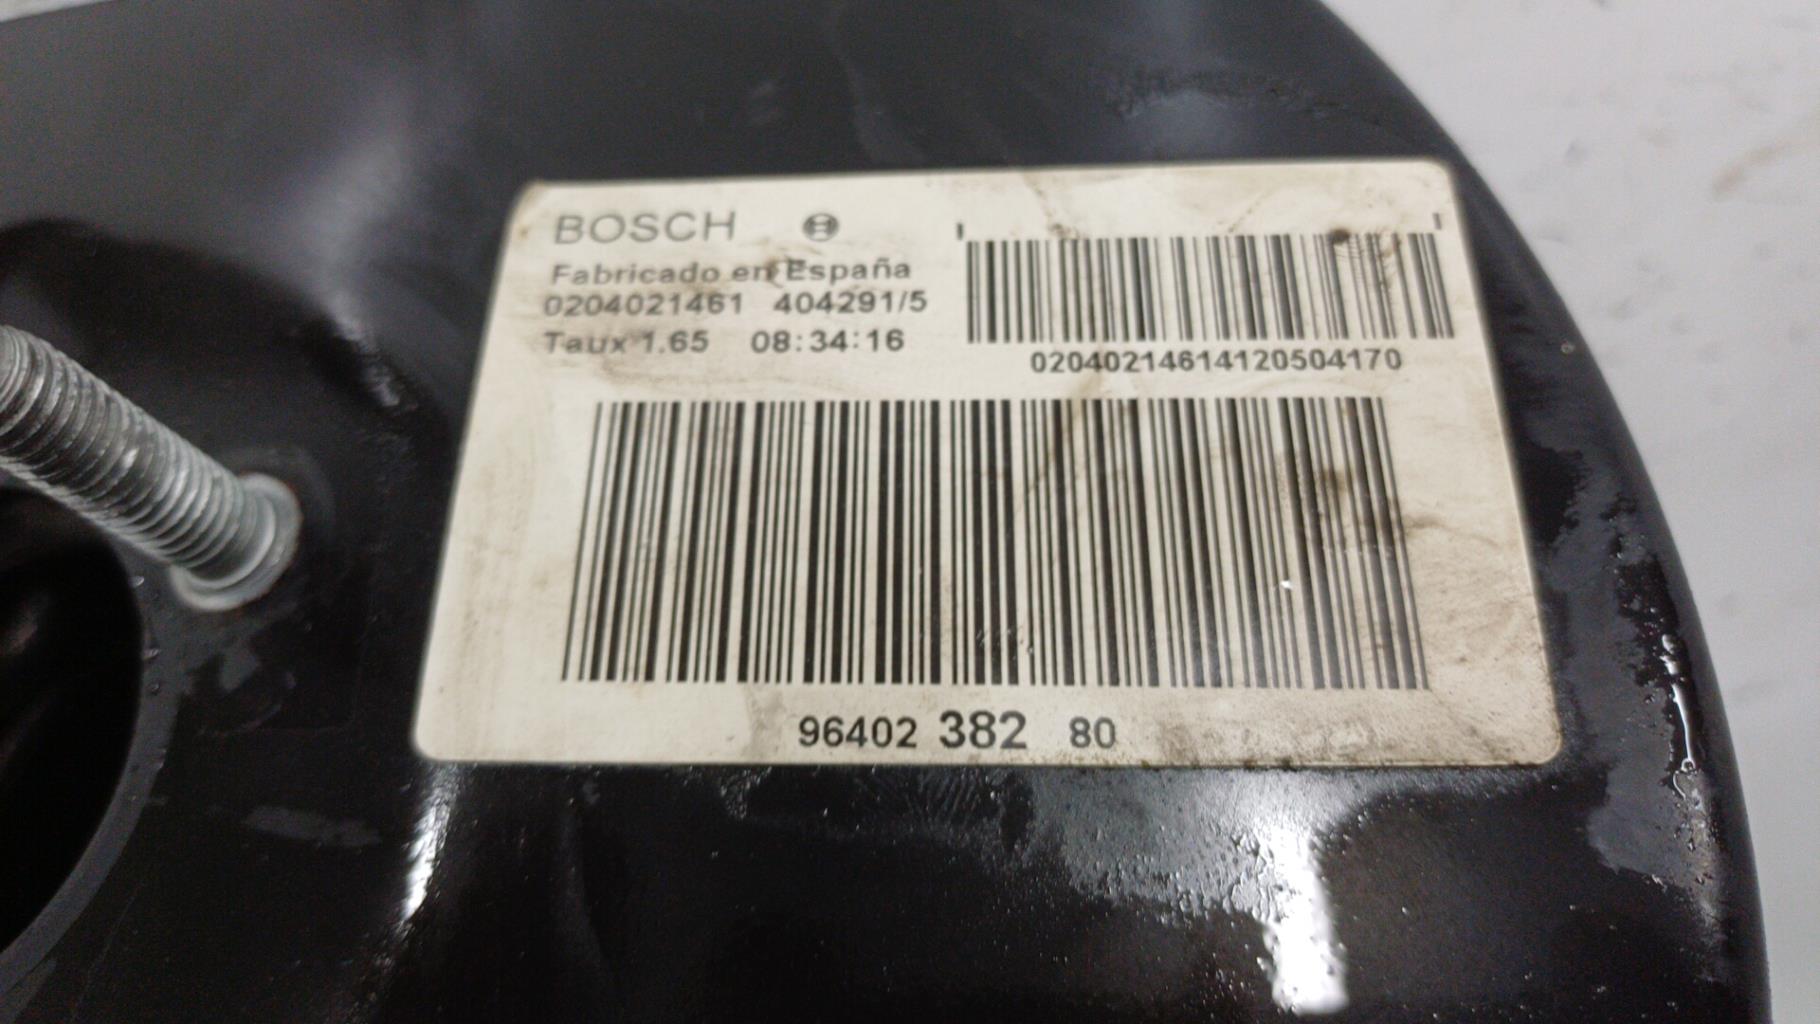 BOSCH
Fabricado en España
0204021461 404291/5
Taux 1.65 08:34:16
02040214614120504170
96402 382 80